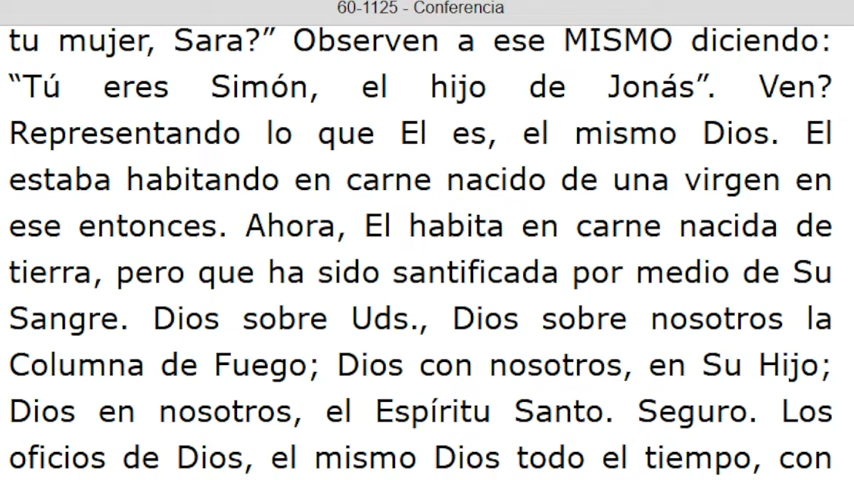 60-1125 - Conferencia
tu mujer, Sara?” Observen a ese MISMO diciendo:
“Tú eres Simón, el hijo de Jonás”. Ven?
Representando lo que El es, el mismo Dios. El
estaba habitando en carne nacido de una virgen en
ese entonces. Ahora, El habita en carne nacida de
tierra, pero que ha sido santificada por medio de Su
Sangre. Dios sobre Uds., Dios sobre nosotros la
Columna de Fuego; Dios con nosotros, en Su Hijo;
Dios en nosotros, el Espíritu Santo. Seguro. Los
oficios de Dios, el mismo Dios todo el tiempo, con